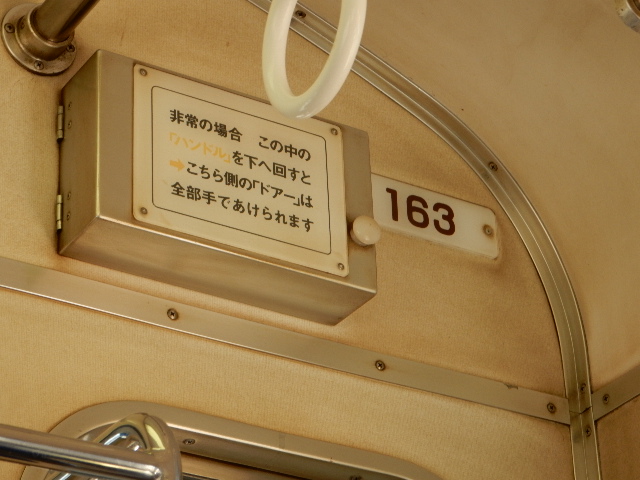 非常の場合　この中の
「ハンドル」を下へ回すと
➡こちら側の「ドアー」は
全部手であけられます
163